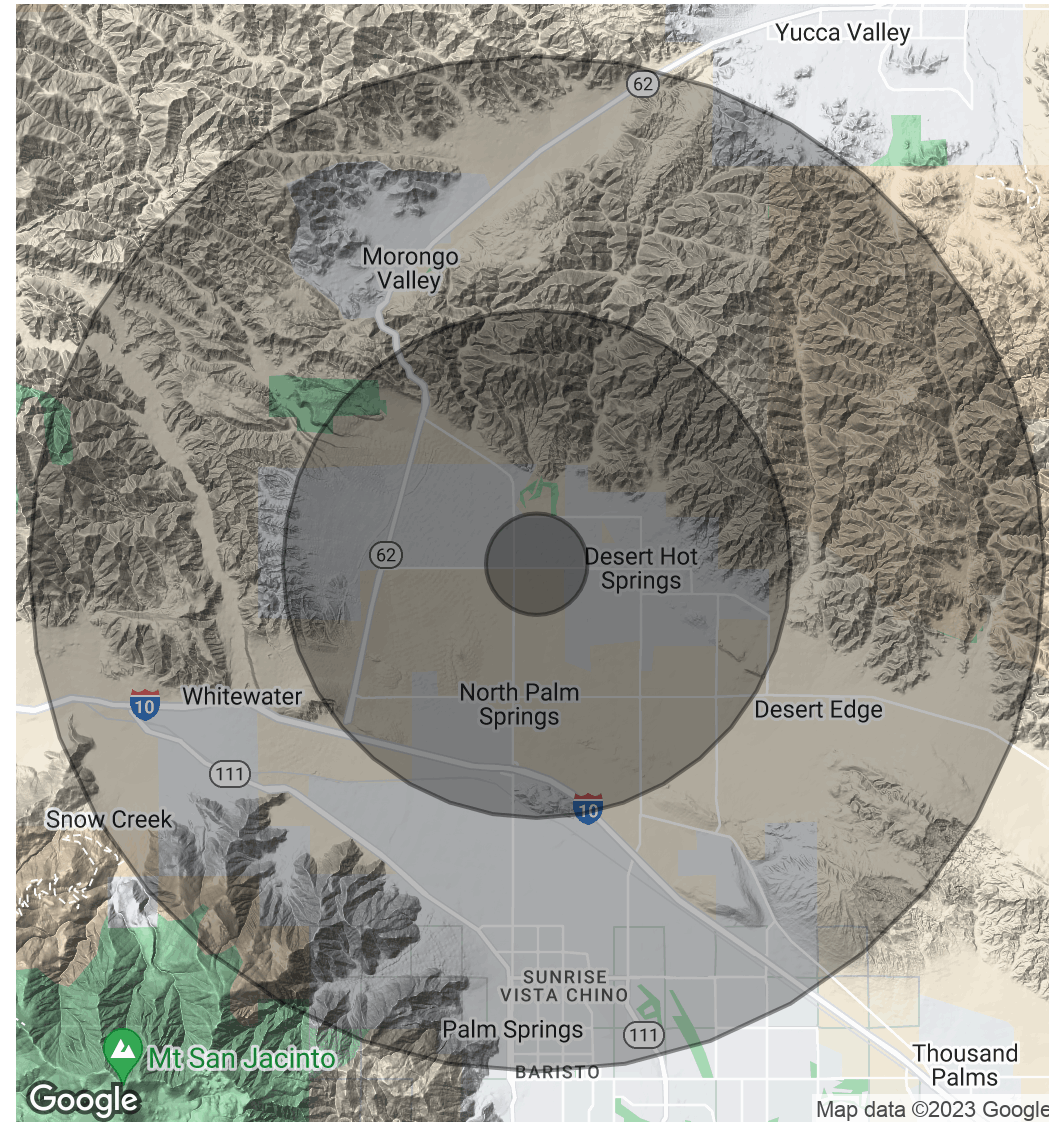 Yucca Valley
62
Morongo
Valley
62
Desert Hot
Springs
Whitewater
10
North Palm
Springs
Desert Edge
111
10
Snow Creek
SUNRISE
VISTA CHINO
Palm Springs
111
Mt San Jacinto
BARISTO
Thousand
Palms
Google
Map data ©2023 Google